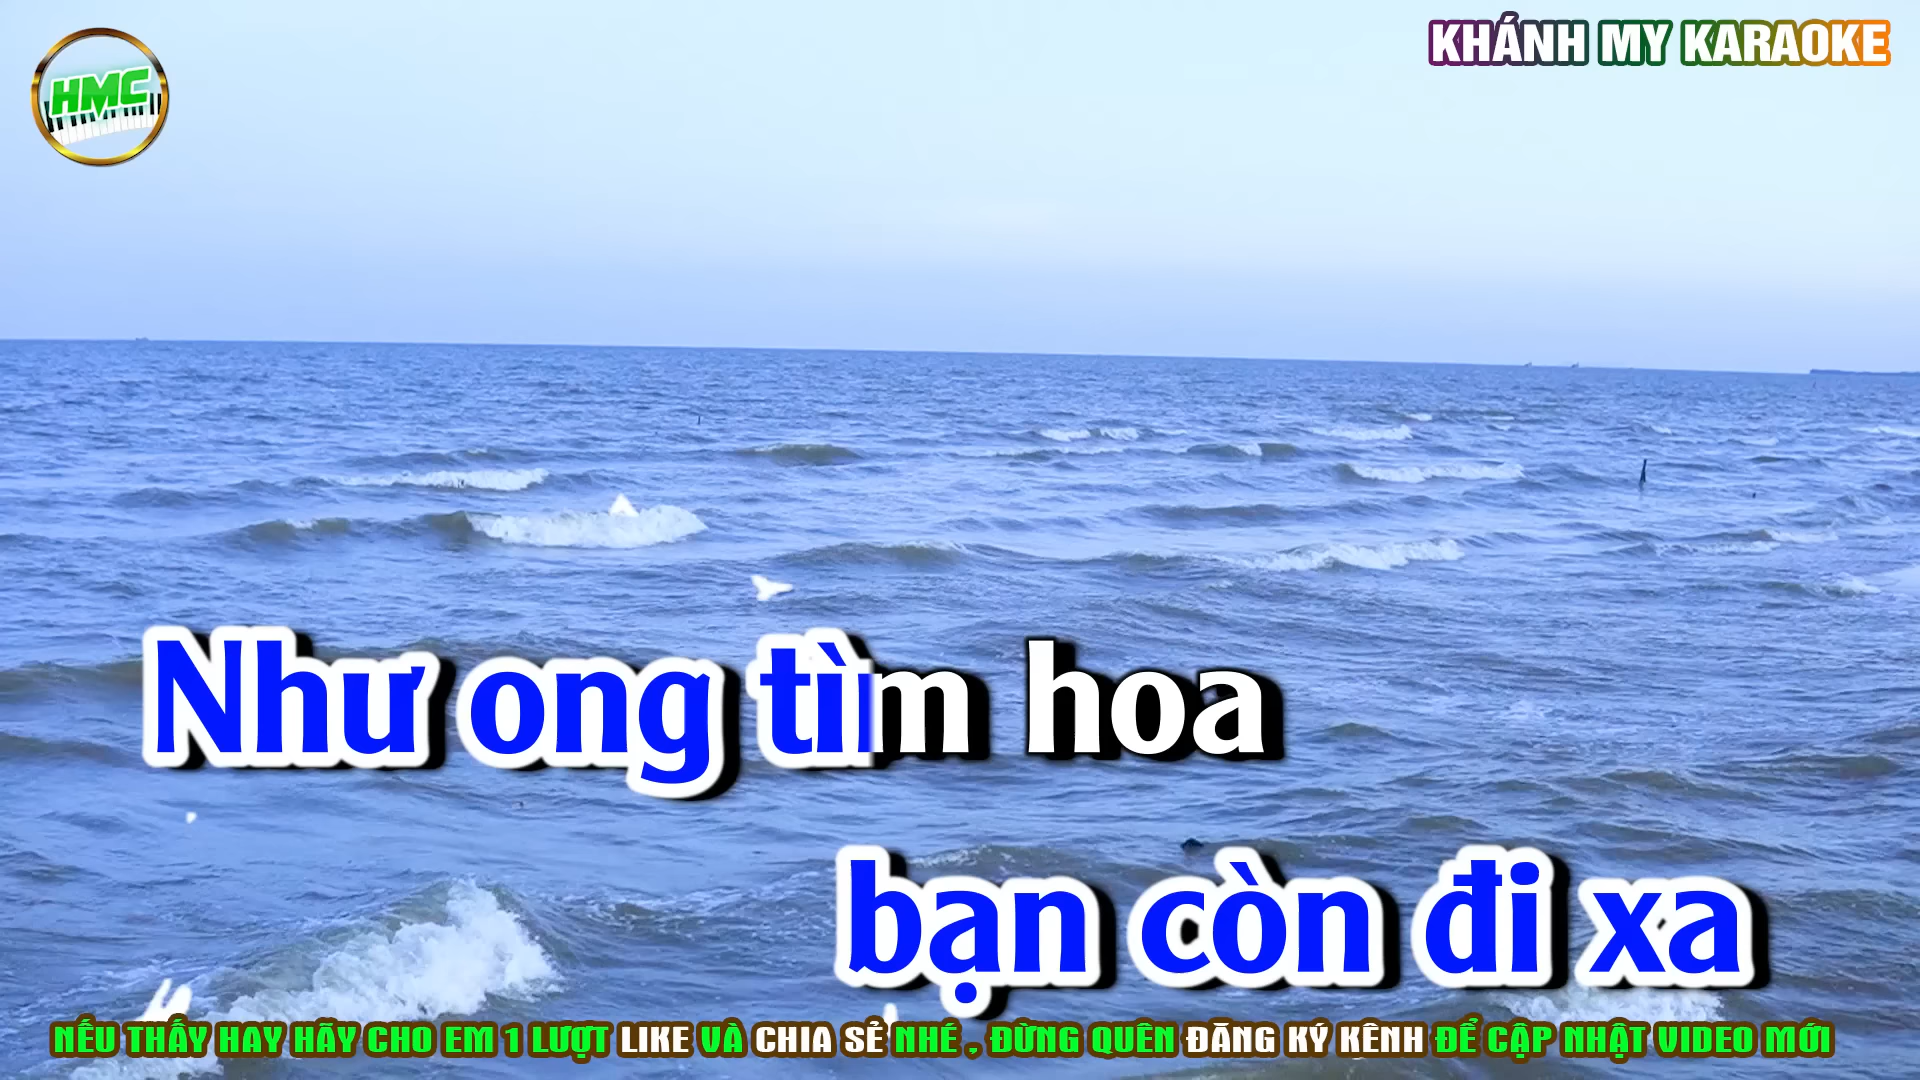 KHÁNH MY KARAOKE
HMC
Như ong tìm hoa
bạn còn đi xa
NẾU THẤY HAY HÃY CHO EM 1 LƯỢT LIKE VÀ CHIA SẺ NHÉ , ĐỪNG QUÊN ĐĂNG KÝ KÊNH ĐỂ CẬP NHẬT VIDEO MỚI